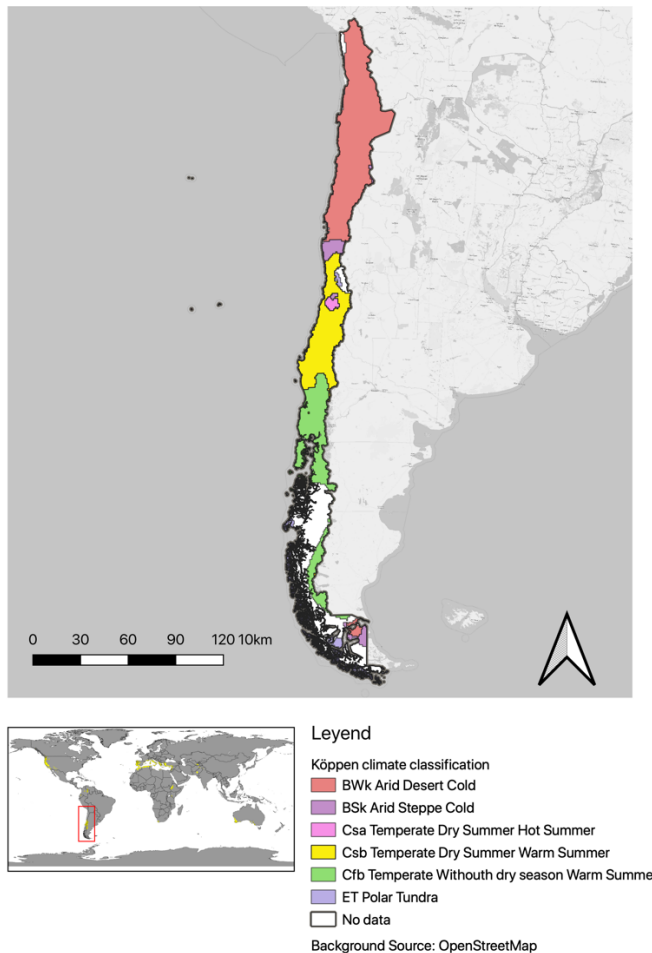 0 30 60 90 120 10km
Leyend
Köppen climate classification
BWk Arid Desert Cold
BSk Arid Steppe Cold
Csa Temperate Dry Summer Hot Summer
Csb Temperate Dry Summer Warm Summer
Cfb Temperate Withouth dry season Warm Summe
ET Polar Tundra
No data
Background Source: OpenStreetMap